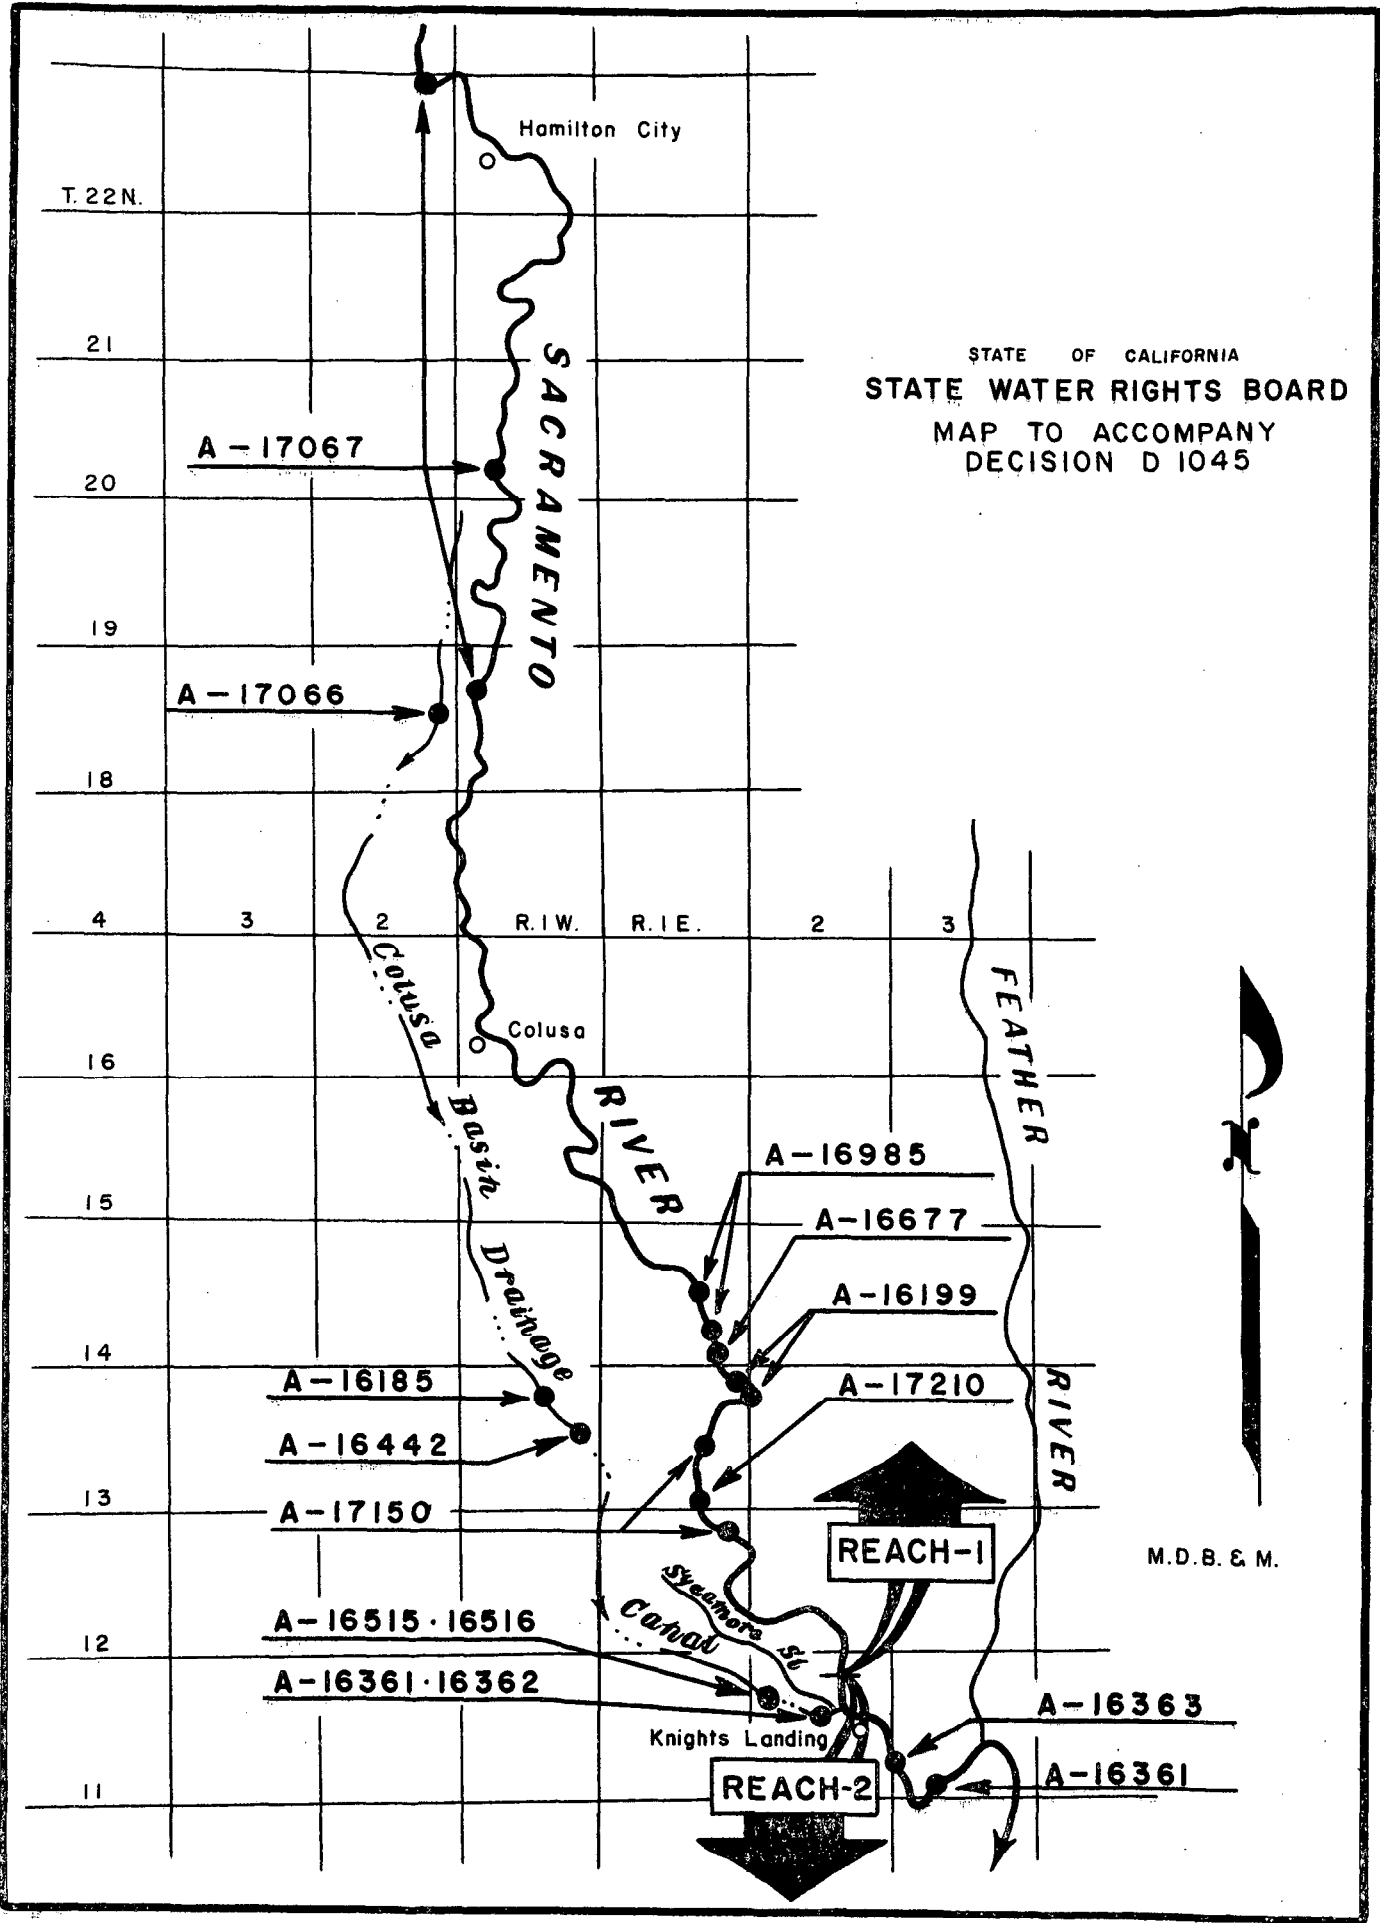 Hamilton City
T. 22N.
21
STATE OF CALIFORNIA
STATE WATER RIGHTS BOARD
MAP TO ACCOMPANY
DECISION D 1045
SACRAMENTO
A-17067
20
19
A-17066
18
4 3 2 R.1W. R.1E. 2 3
Colusa
FEATHER
Colusa
16
Basin
RIVER
A-16985
15
A-16677
Drainage
A-16199
14
A-16185
A-17210
RIVER
A-16442
N
13
A-17150
REACH-1
M.D.B. & M.
Sycamore Sl
Canal
A-16515·16516
12
A-16361·16362
A-16363
Knights Landing
REACH-2
A-16361
11